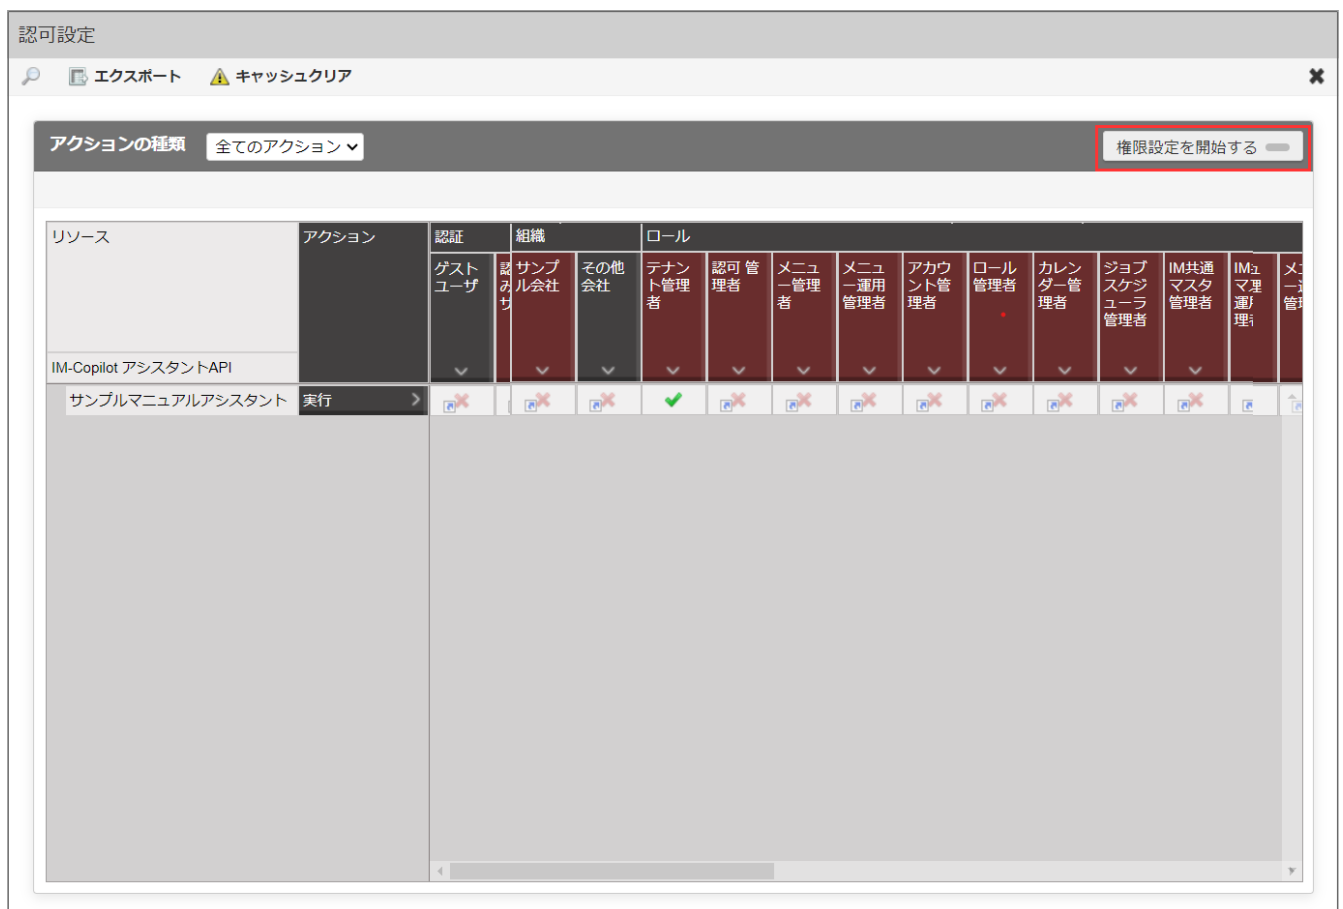 認可設定
エクスポート
キャッシュクリア
アクションの種類
全てのアクション
権限設定を開始する
リソース
アクション
認証
組織
ロール
ゲスト
ユーザ
サンプ
ル会社
その他
会社
テナン
ト管理
者
認可 管
理者
メニュ
ー管理
者
メニュ
ー運用
管理者
アカウ
ント管
理者
ロール
管理者
カレン
ダー管
理者
ジョブ
スケジ
ューラ
管理者
IM共通
マスタ
管理者
IM-Copilot アシスタントAPI
サンプルマニュアルアシスタント
実行